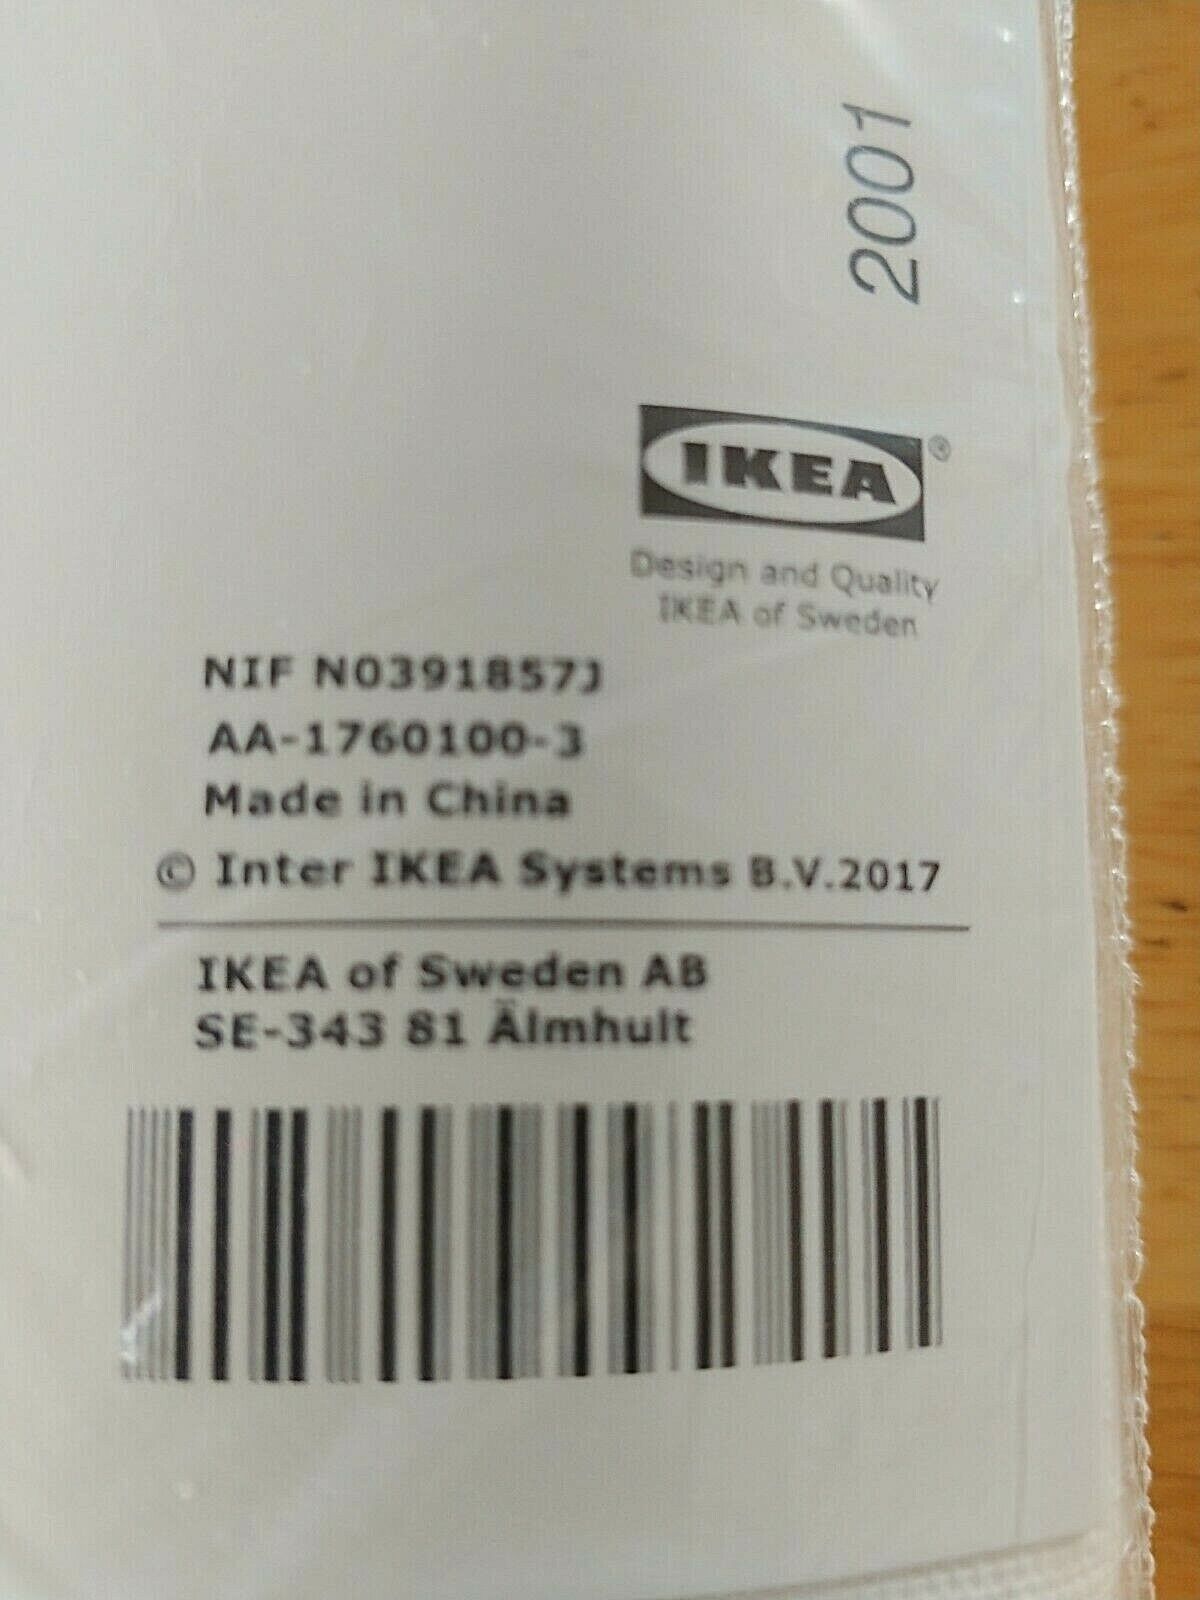 2001
IKEA®
Design and Quality
IKEA of Sweden
NIF N0391857J
AA-1760100-3
Made in China
© Inter IKEA Systems B.V.2017
IKEA of Sweden AB
SE-343 81 Älmhult